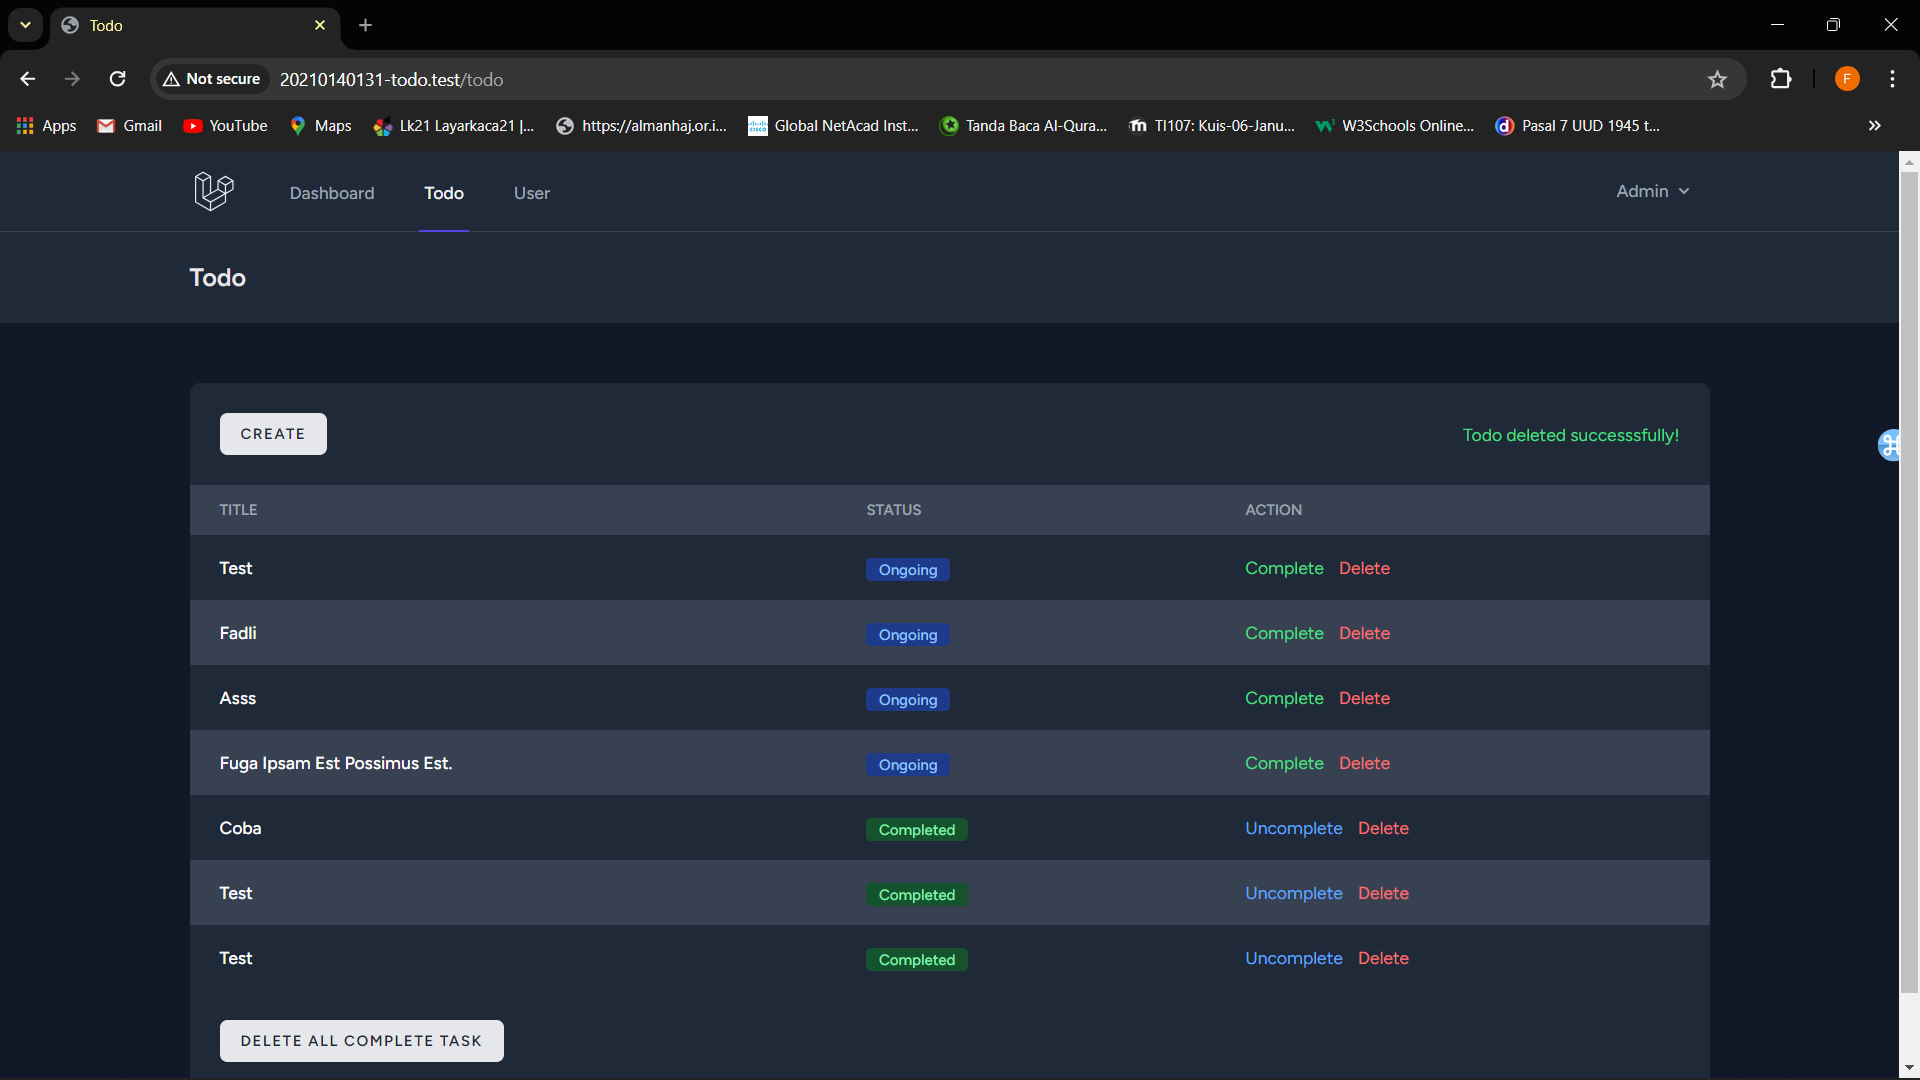 Todo
Not secure 20210140131-todo.test/todo F
Apps Gmail YouTube Maps Lk21 Layarkaca21 |... https://almanhaj.or.i... Global NetAcad Inst... Tanda Baca Al-Qura... TI107: Kuis-06-Janu... W3Schools Online... Pasal 7 UUD 1945 t...
Dashboard Todo User Admin
Todo
CREATE Todo deleted successsfully!
TITLE STATUS ACTION
Test Ongoing Complete Delete
Fadli Ongoing Complete Delete
Asss Ongoing Complete Delete
Fuga Ipsam Est Possimus Est. Ongoing Complete Delete
Coba Completed Uncomplete Delete
Test Completed Uncomplete Delete
Test Completed Uncomplete Delete
DELETE ALL COMPLETE TASK